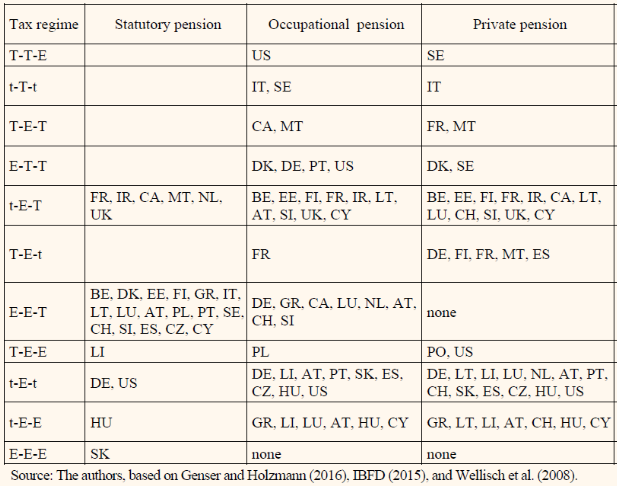 Tax regime Statutory pension Occupational pension Private pension
T-T-E US SE
t-T-t IT, SE IT
T-E-T CA, MT FR, MT
E-T-T DK, DE, PT, US DK, SE
t-E-T FR, IR, CA, MT, NL, BE, EE, FI, FR, IR, LT, BE, EE, FI, FR, IR, CA, LT,
UK AT, SI, UK, CY LU, CH, SI, UK, CY
T-E-t FR DE, FI, FR, MT, ES
E-E-T BE, DK, EE, FI, GR, IT, DE, GR, CA, LU, NL, AT, none
LT, LU, AT, PL, PT, SE, CH, SI
CH, SI, ES, CZ, CY
T-E-E LI PL PO, US
t-E-t DE, US DE, LI, AT, PT, SK, ES, DE, LT, LI, LU, NL, AT, PT,
CZ, HU, US CH, SK, ES, CZ, HU, US
t-E-E HU GR, LI, LU, AT, HU, CY GR, LT, LI, AT, CH, HU, CY
E-E-E SK none none
Source: The authors, based on Genser and Holzmann (2016), IBFD (2015), and Wellisch et al. (2008).